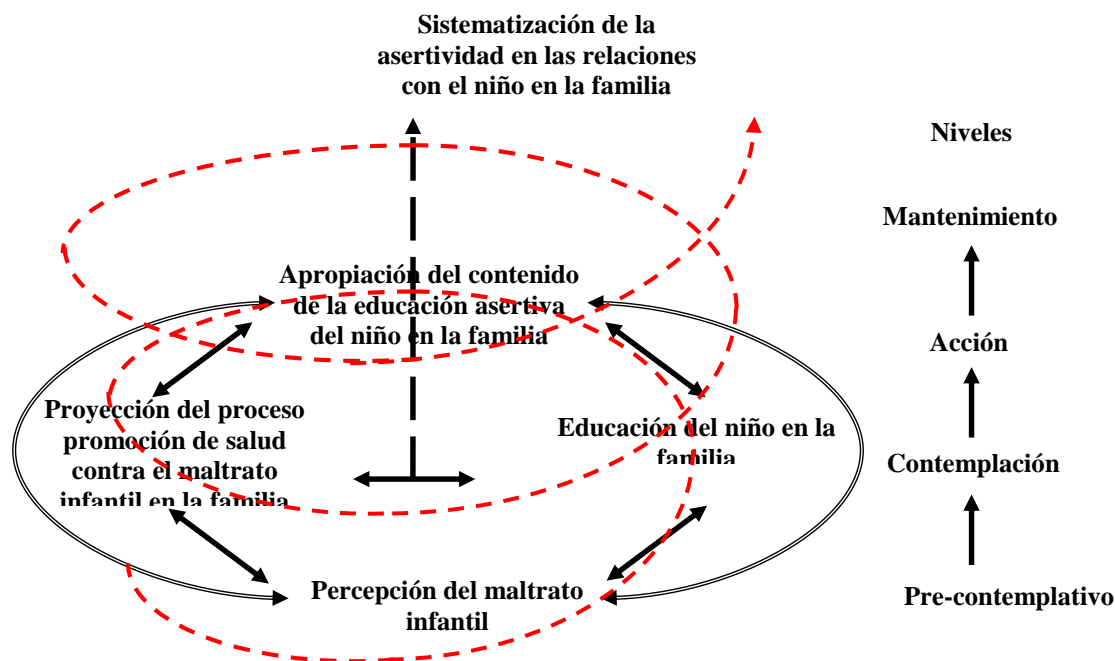 Sistematización de la
asertividad en las relaciones
con el niño en la familia
Niveles
Mantenimiento
Apropiación del contenido
de la educación asertiva
del niño en la familia
Acción
Proyección del proceso
promoción de salud
contra el maltrato
infantil en la familia
Educación del niño en la
familia
Contemplación
Percepción del maltrato
infantil
Pre-contemplativo